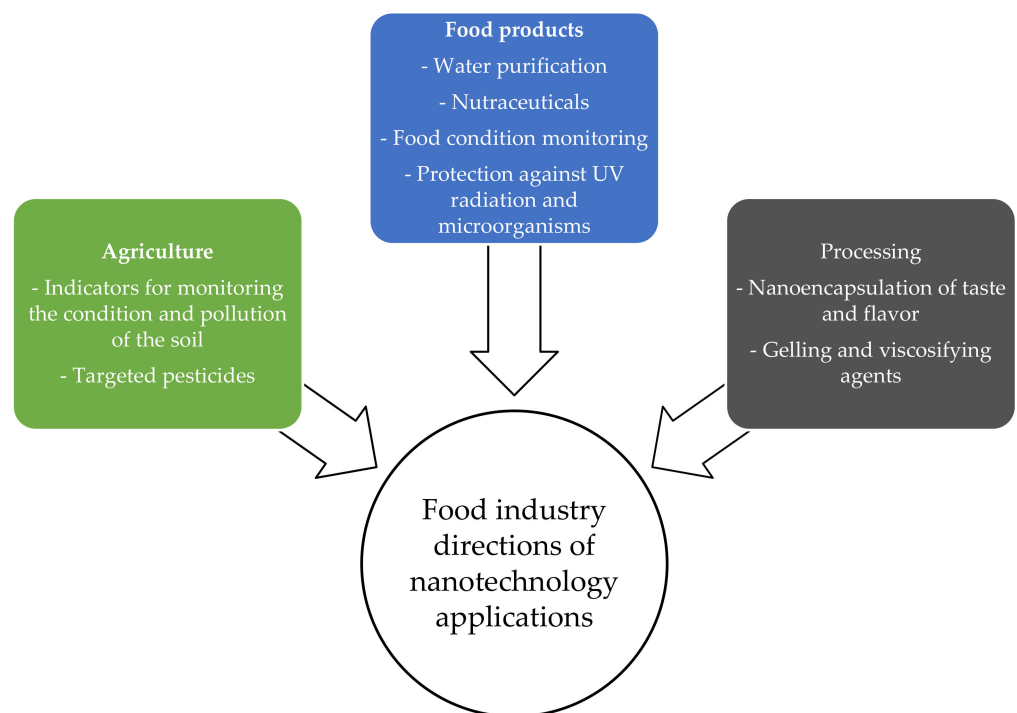 Food products
- Water purification
- Nutraceuticals
- Food condition monitoring
- Protection against UV
radiation and
microorganisms
Agriculture
- Indicators for monitoring
the condition and pollution
of the soil
- Targeted pesticides
Processing
- Nanoencapsulation of taste
and flavor
- Gelling and viscosifying
agents
Food industry
directions of
nanotechnology
applications